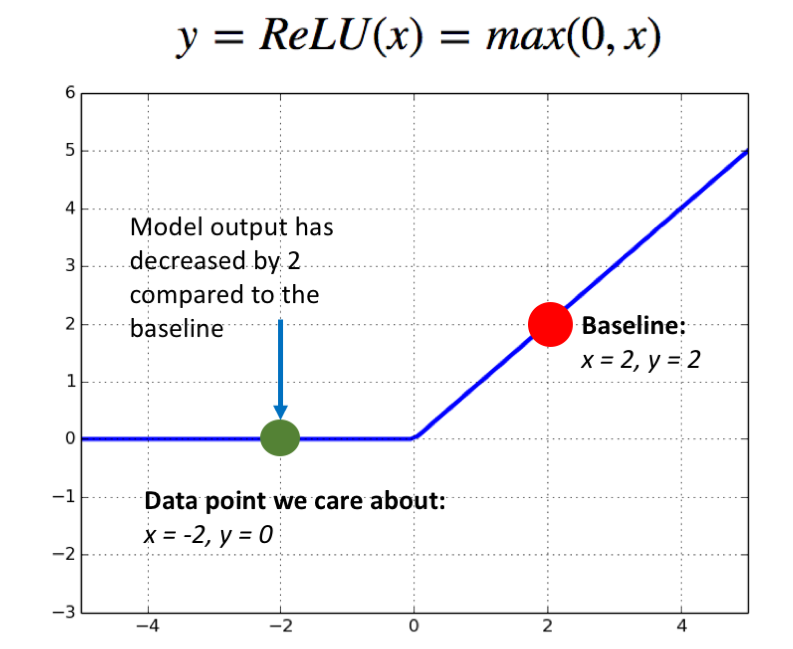 y = ReLU(x) = max(0, x)
6
5
4
3
2
1
0
−1
−2
−3
Model output has
decreased by 2
compared to the
baseline
Baseline:
x = 2, y = 2
Data point we care about:
x = -2, y = 0
−4
−2
0
2
4